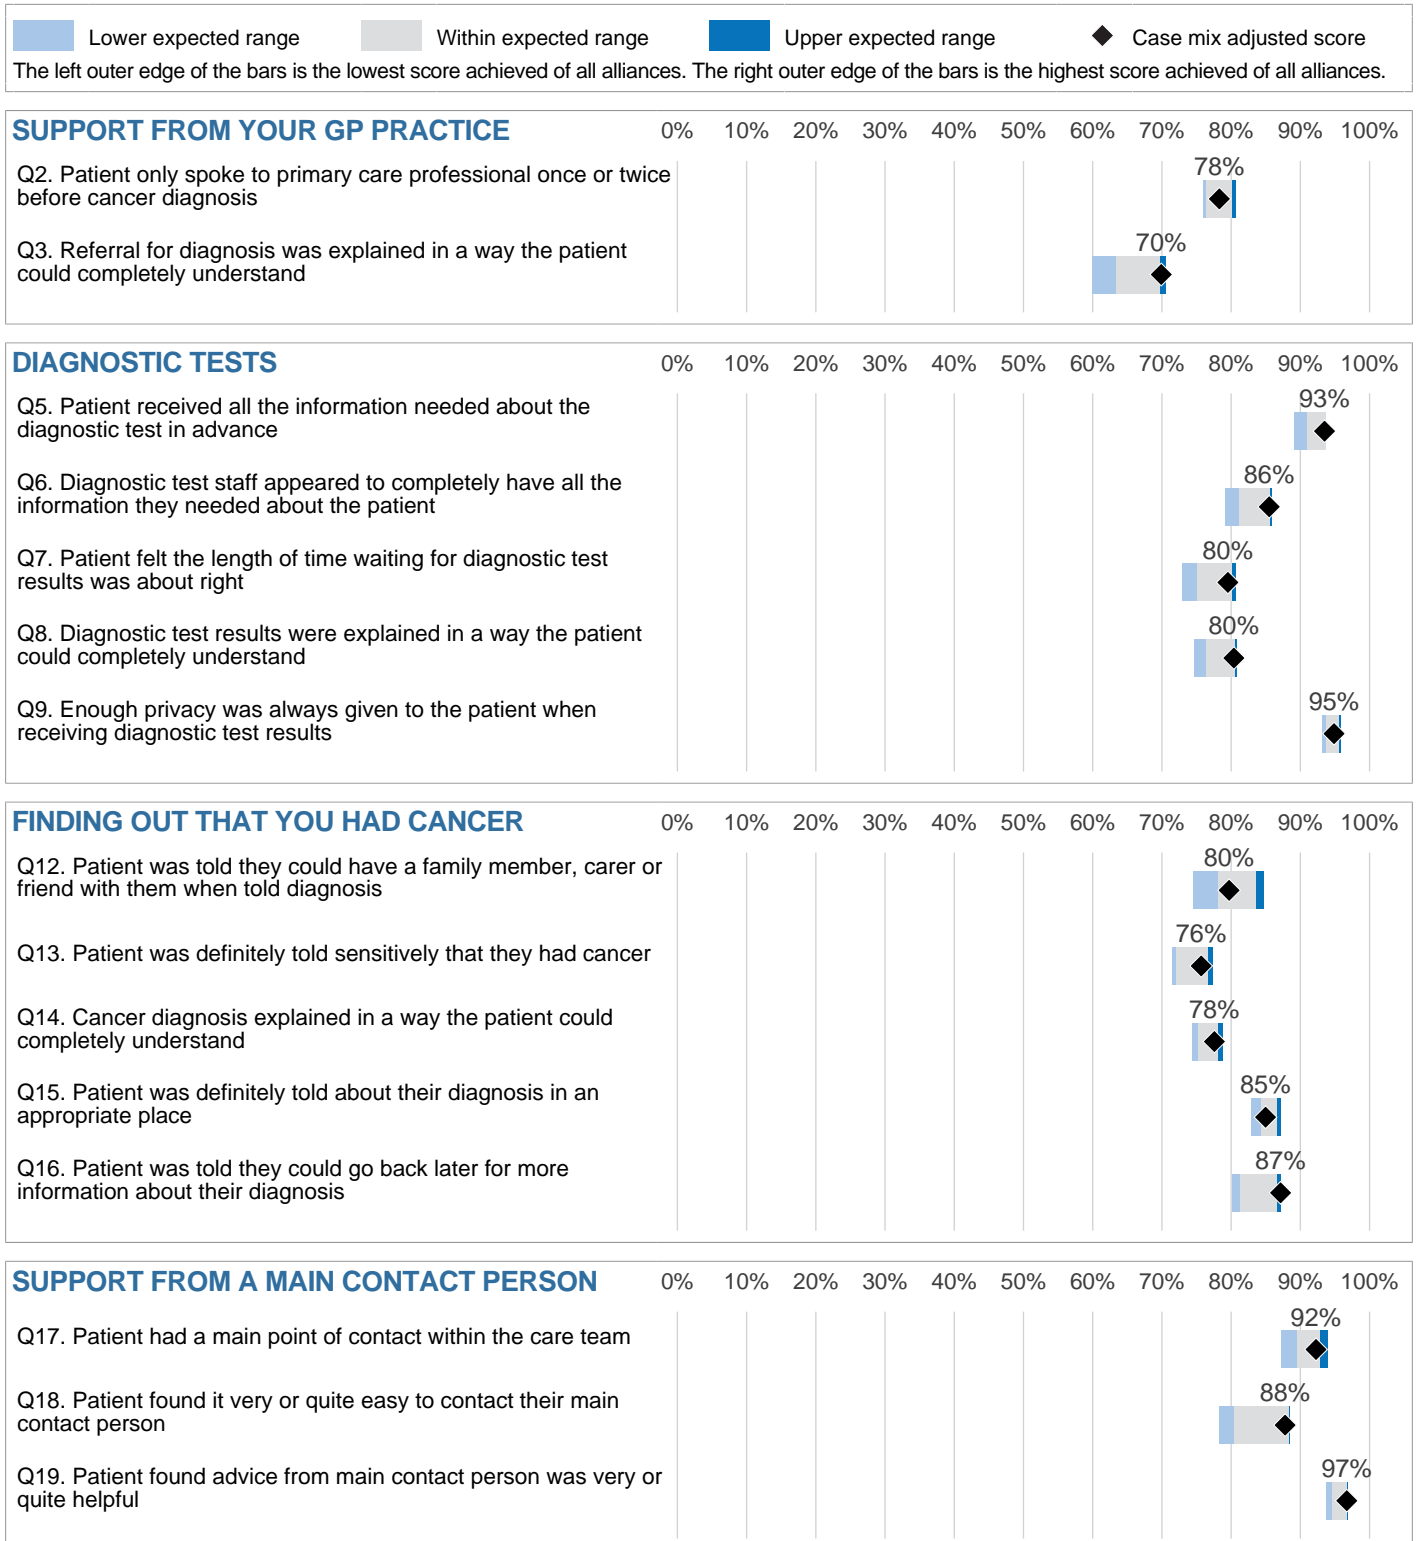 Lower expected range Within expected range Upper expected range Case mix adjusted score
The left outer edge of the bars is the lowest score achieved of all alliances. The right outer edge of the bars is the highest score achieved of all alliances.
SUPPORT FROM YOUR GP PRACTICE 0% 10% 20% 30% 40% 50% 60% 70% 80% 90% 100%
78%
Q2. Patient only spoke to primary care professional once or twice
before cancer diagnosis
70%
Q3. Referral for diagnosis was explained in a way the patient
could completely understand
DIAGNOSTIC TESTS 0% 10% 20% 30% 40% 50% 60% 70% 80% 90% 100%
93%
Q5. Patient received all the information needed about the
diagnostic test in advance
86%
Q6. Diagnostic test staff appeared to completely have all the
information they needed about the patient
80%
Q7. Patient felt the length of time waiting for diagnostic test
results was about right
80%
Q8. Diagnostic test results were explained in a way the patient
could completely understand
95%
Q9. Enough privacy was always given to the patient when
receiving diagnostic test results
FINDING OUT THAT YOU HAD CANCER 0% 10% 20% 30% 40% 50% 60% 70% 80% 90% 100%
80%
Q12. Patient was told they could have a family member, carer or
friend with them when told diagnosis
76%
Q13. Patient was definitely told sensitively that they had cancer
78%
Q14. Cancer diagnosis explained in a way the patient could
completely understand
85%
Q15. Patient was definitely told about their diagnosis in an
appropriate place
87%
Q16. Patient was told they could go back later for more
information about their diagnosis
SUPPORT FROM A MAIN CONTACT PERSON 0% 10% 20% 30% 40% 50% 60% 70% 80% 90% 100%
92%
Q17. Patient had a main point of contact within the care team
88%
Q18. Patient found it very or quite easy to contact their main
contact person
97%
Q19. Patient found advice from main contact person was very or
quite helpful